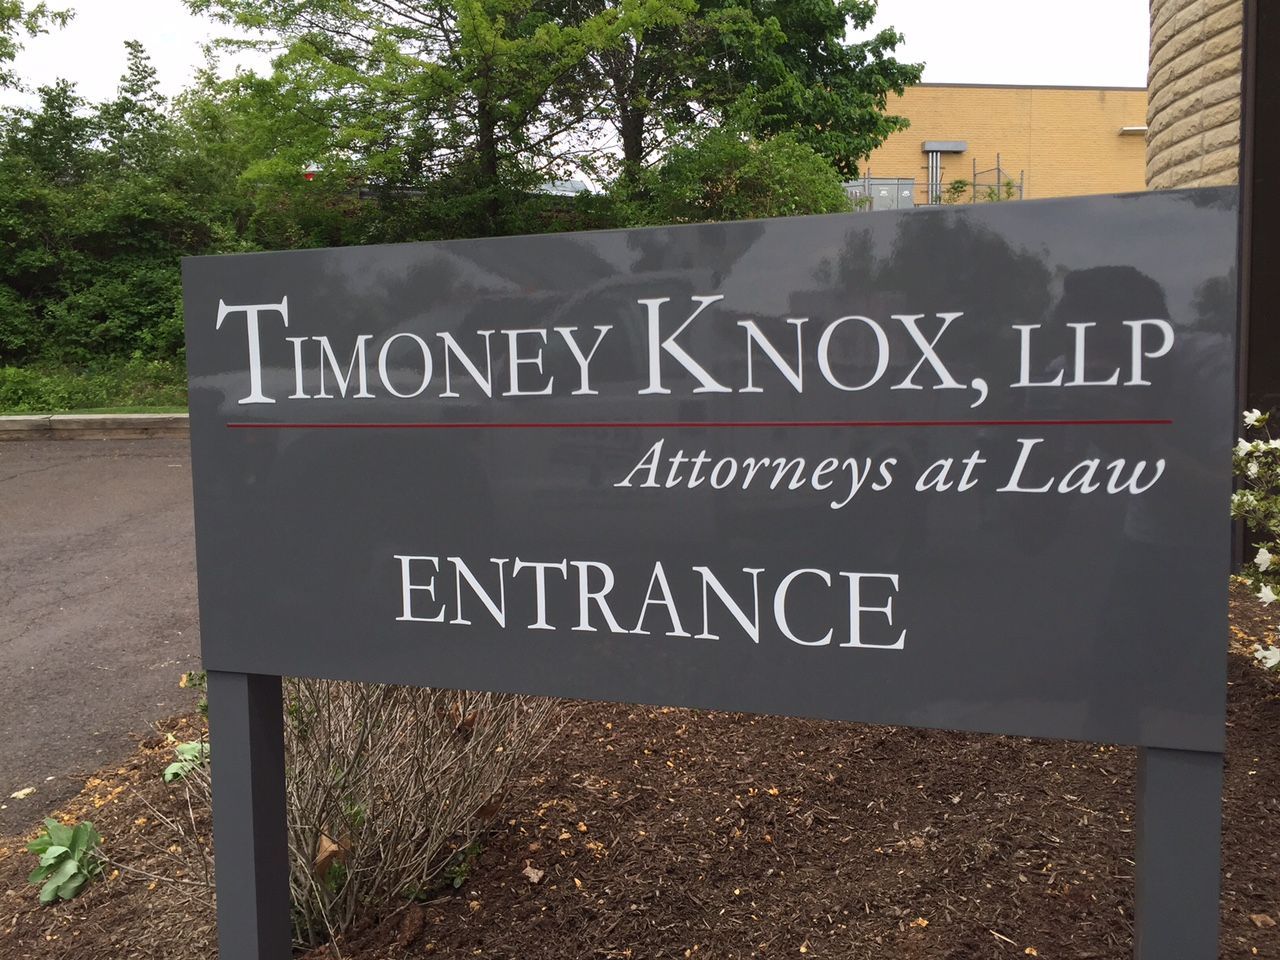 TIMONEY KNOX, LLP
Attorneys at Law
ENTRANCE